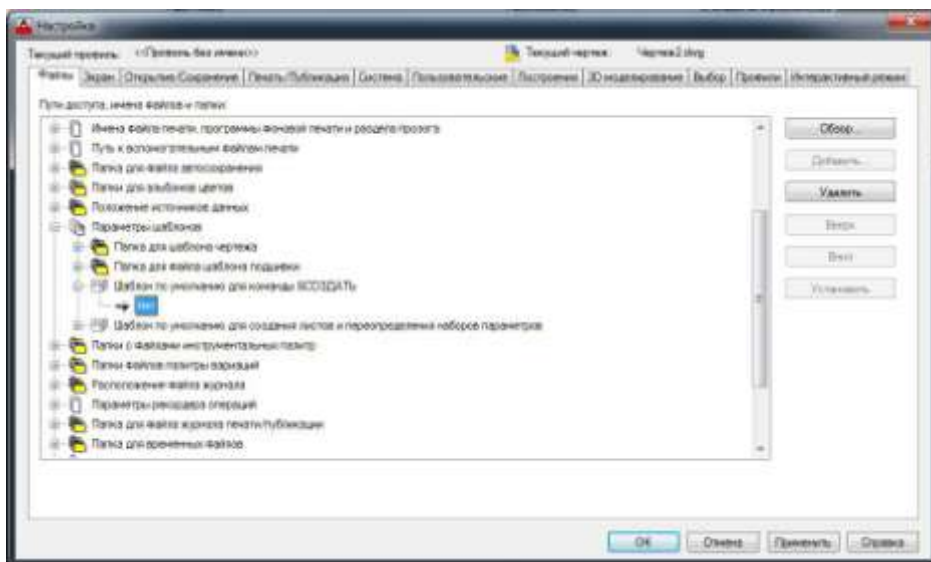 Настройка
Текущий профиль: <<Профиль без имени>> Текущий чертеж: Чертеж2.dwg
Файлы Экран Открытие/Сохранение Печать/Публикация Система Пользовательские Построения 3D моделирование Выбор Профили Интерактивный режим
Пути доступа, имена файлов и папки:
Имена файла печати, программы фоновой печати и раздела пролога
Путь к вспомогательным файлам печати
Папка для файла автосохранения
Папки для альбомов цветов
Положение источников данных
Параметры шаблонов
Папка для шаблона чертежа
Папка для файла шаблона подшивки
Шаблон по умолчанию для команды БСОЗДАТЬ
Нет
Шаблон по умолчанию для создания листов и переопределения наборов параметров
Папки с файлами инструментальных палитр
Папки файлов палитры вариаций
Расположение файла журнала
Параметры рекордера операций
Папка для файла журнала печати/публикации
Папка для временных файлов
Обзор...
Добавить...
Удалить
Вверх
Вниз
Установить
OK Отмена Применить Справка